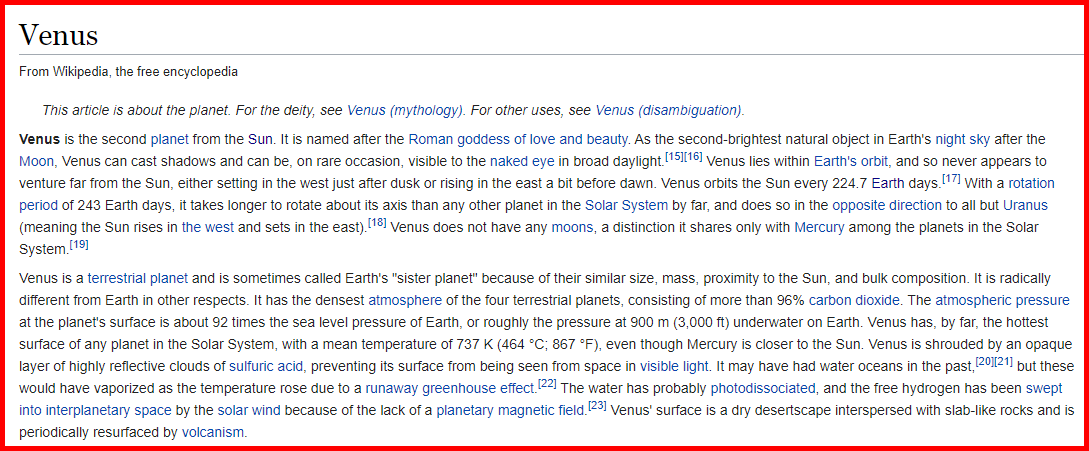 Venus
From Wikipedia, the free encyclopedia
This article is about the planet. For the deity, see Venus (mythology). For other uses, see Venus (disambiguation).
Venus is the second planet from the Sun. It is named after the Roman goddess of love and beauty. As the second-brightest natural object in Earth's night sky after the
Moon, Venus can cast shadows and can be, on rare occasion, visible to the naked eye in broad daylight.[15][16] Venus lies within Earth's orbit, and so never appears to
venture far from the Sun, either setting in the west just after dusk or rising in the east a bit before dawn. Venus orbits the Sun every 224.7 Earth days.[17] With a rotation
period of 243 Earth days, it takes longer to rotate about its axis than any other planet in the Solar System by far, and does so in the opposite direction to all but Uranus
(meaning the Sun rises in the west and sets in the east).[18] Venus does not have any moons, a distinction it shares only with Mercury among the planets in the Solar
System.[19]
Venus is a terrestrial planet and is sometimes called Earth's "sister planet" because of their similar size, mass, proximity to the Sun, and bulk composition. It is radically
different from Earth in other respects. It has the densest atmosphere of the four terrestrial planets, consisting of more than 96% carbon dioxide. The atmospheric pressure
at the planet's surface is about 92 times the sea level pressure of Earth, or roughly the pressure at 900 m (3,000 ft) underwater on Earth. Venus has, by far, the hottest
surface of any planet in the Solar System, with a mean temperature of 737 K (464 °C; 867 °F), even though Mercury is closer to the Sun. Venus is shrouded by an opaque
layer of highly reflective clouds of sulfuric acid, preventing its surface from being seen from space in visible light. It may have had water oceans in the past,[20][21] but these
would have vaporized as the temperature rose due to a runaway greenhouse effect.[22] The water has probably photodissociated, and the free hydrogen has been swept
into interplanetary space by the solar wind because of the lack of a planetary magnetic field.[23] Venus' surface is a dry desertscape interspersed with slab-like rocks and is
periodically resurfaced by volcanism.